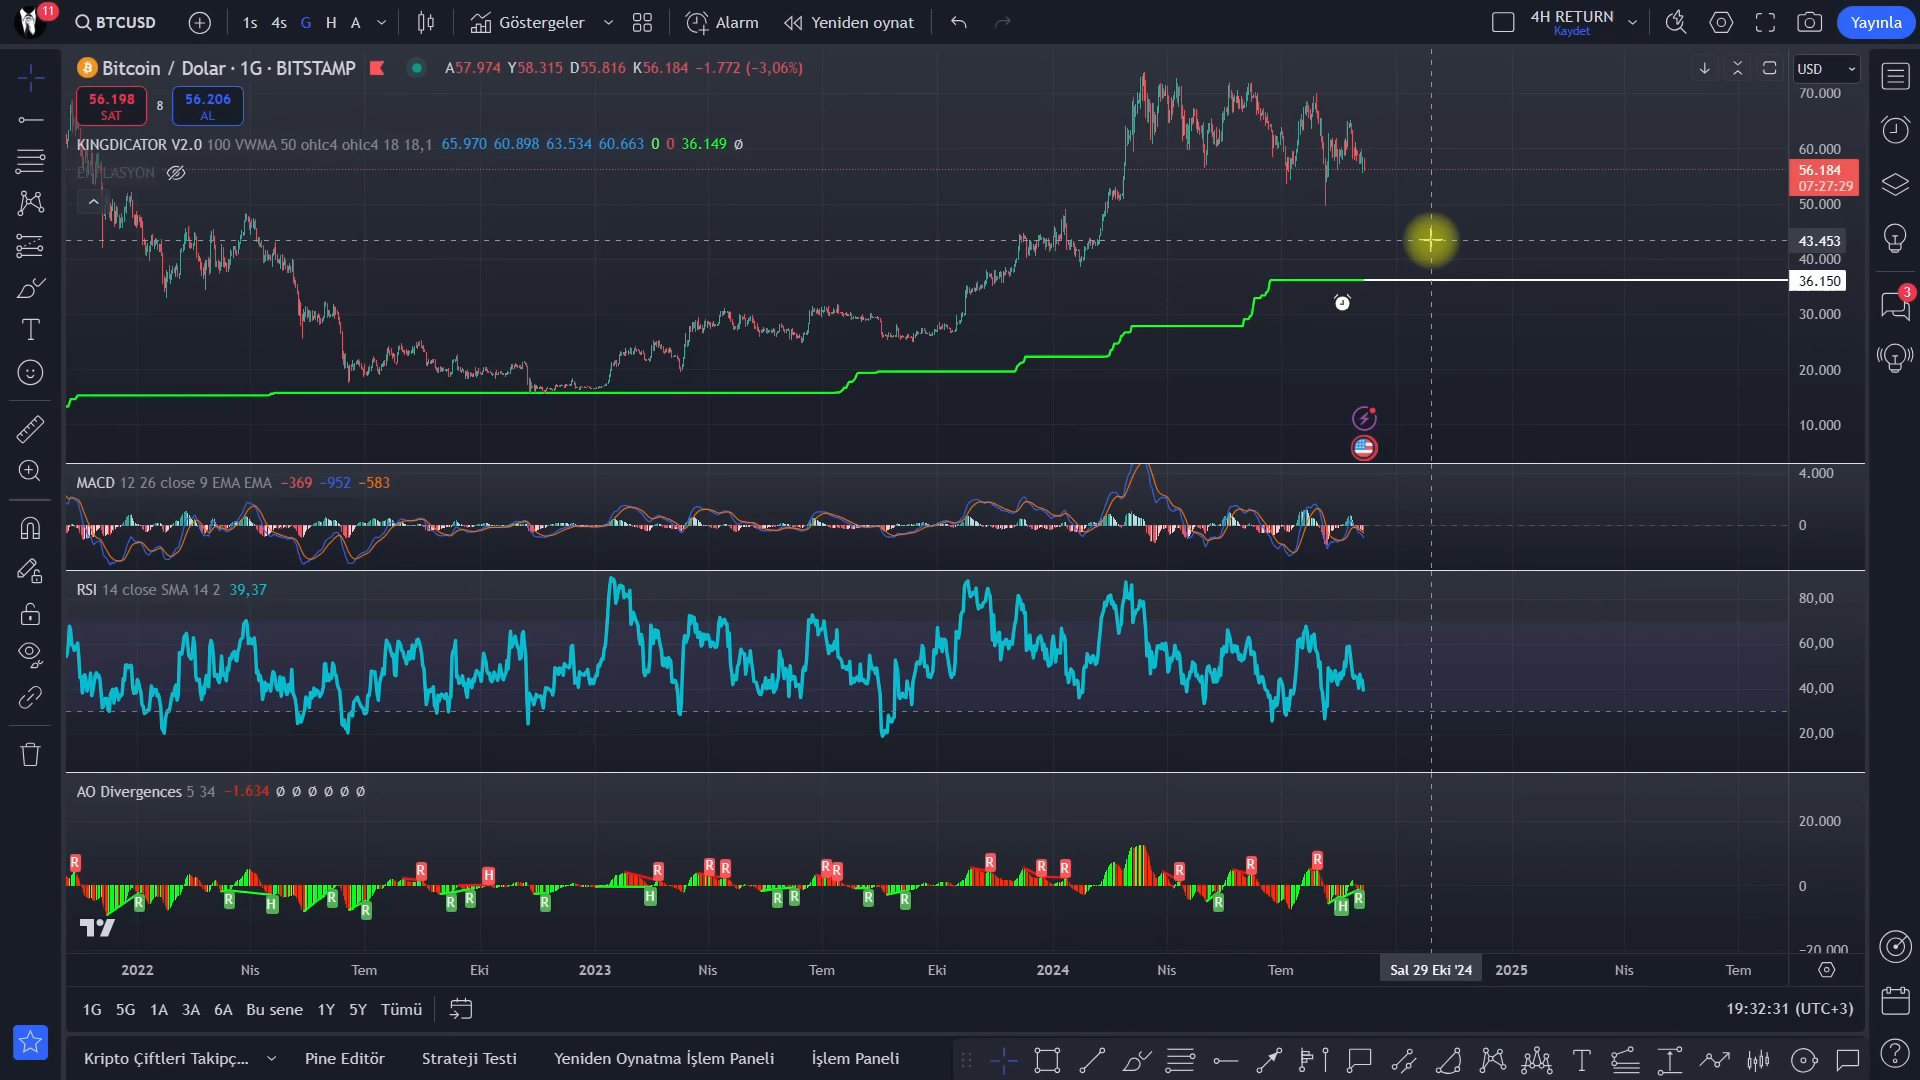 11
BTCUSD
1s 4s G H A
Göstergeler
Alarm
Yeniden oynat
4H RETURN
Kaydet
Yayınla
Bitcoin / Dolar · 1G · BITSTAMP
A57.974 Y58.315 D55.816 K56.184 −1.772 (−3,06%)
USD
56.198
SAT
8
56.206
AL
KINGDICATOR V2.0 100 VWMA 50 ohlc4 ohlc4 18 18,1 65.970 60.898 63.534 60.663 0 0 36.149 Ø
70.000
60.000
56.184
07:27:29
50.000
43.453
40.000
36.150
30.000
20.000
10.000
3
MACD 12 26 close 9 EMA EMA −369 −952 −583
4.000
0
RSI 14 close SMA 14 2 39,37
80,00
60,00
40,00
20,00
AO Divergences 5 34 −1.634 Ø Ø Ø Ø Ø Ø
20.000
0
−20.000
R R H R R R R R R R R R R R
R R H R R R R R H R R R R R H R
2022 Nis Tem Eki 2023 Nis Tem Eki 2024 Nis Tem Sal 29 Eki '24 2025 Nis Tem
1G 5G 1A 3A 6A Bu sene 1Y 5Y Tümü
19:32:31 (UTC+3)
Kripto Çiftleri Takipç... Pine Editör Strateji Testi Yeniden Oynatma İşlem Paneli İşlem Paneli